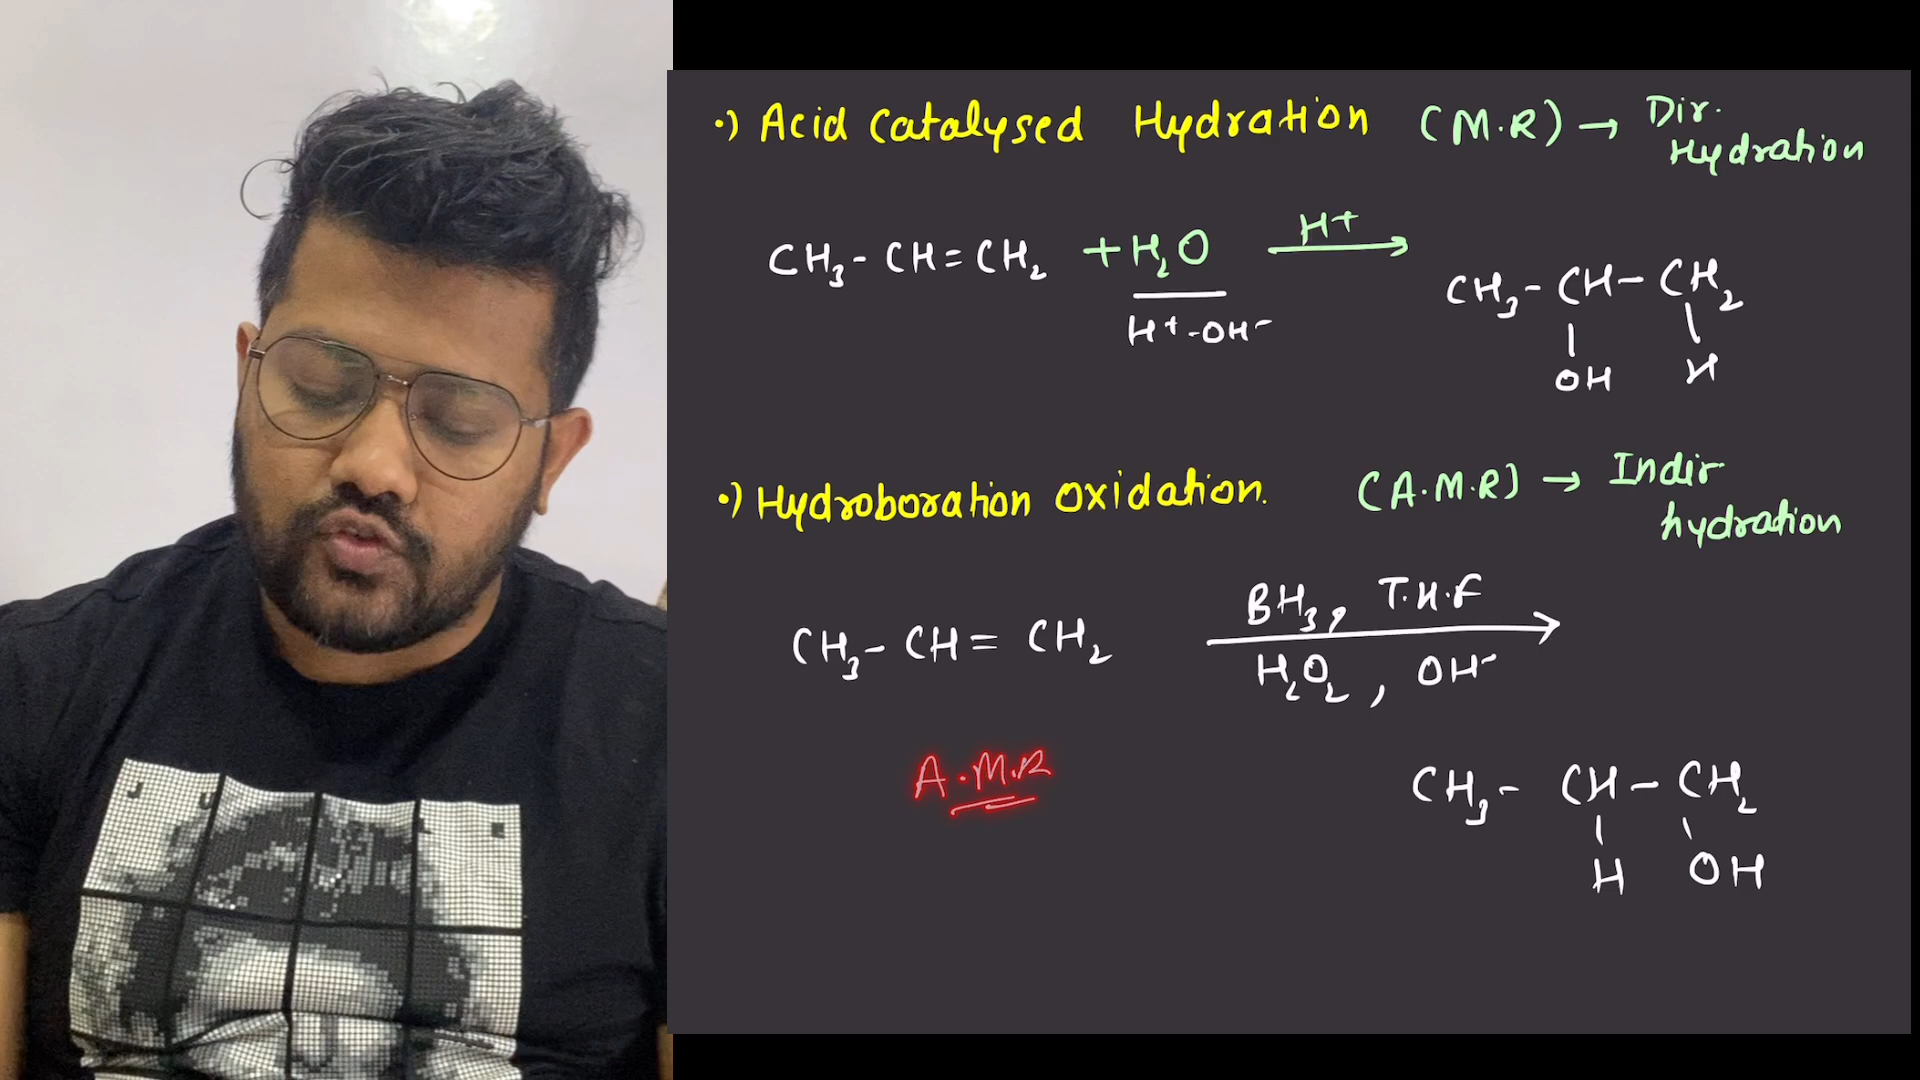 •) Acid Catalysed Hydration (M.R) → Dir. Hydration
CH₃- CH=CH₂ + H₂O H+ →
H+-OH-
CH₃- CH- CH₂
OH H
•) Hydroboration Oxidation. (A.M.R) → Indir hydration
CH₃- CH= CH₂ BH₃, T.H.F →
H₂O₂, OH-
A.M.R
CH₃- CH- CH₂
H OH